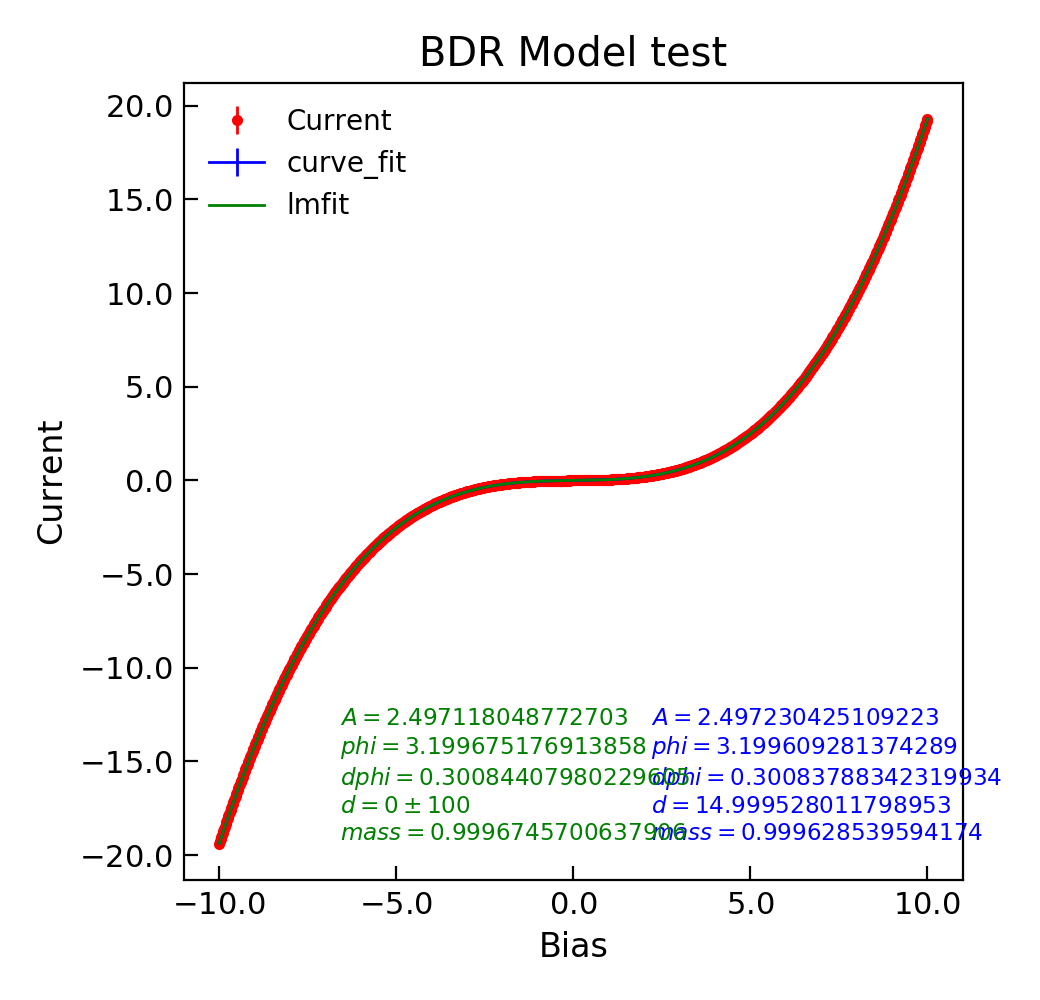 BDR Model test
20.0
15.0
10.0
5.0
0.0
−5.0
−10.0
−15.0
−20.0
Current
Current
curve_fit
lmfit
A = 2.497118048772703
phi = 3.199675176913858
dphi = 0.30084407980229605
d = 0 ± 100
mass = 0.9996745700637906
A = 2.497230425109223
phi = 3.199609281374289
dphi = 0.30083788342319934
d = 14.999528011798953
mass = 0.999628539594174
−10.0
−5.0
0.0
5.0
10.0
Bias